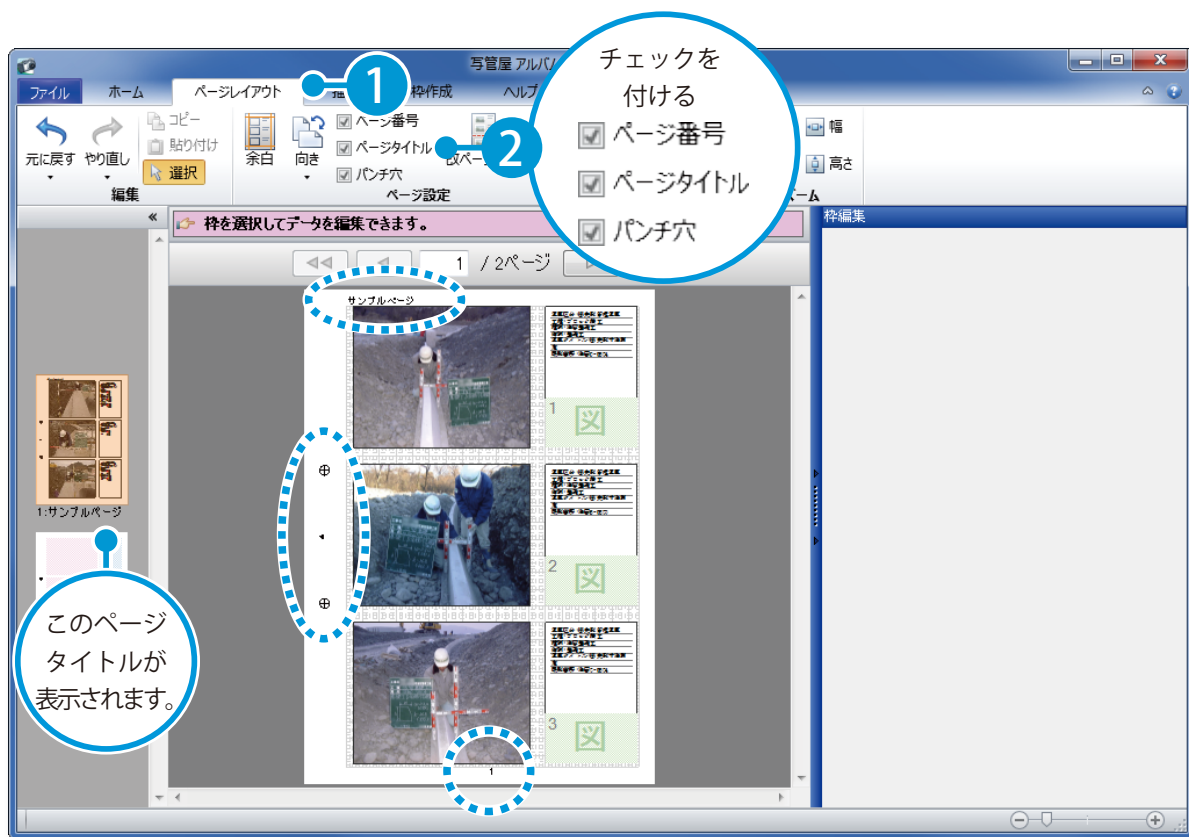 写管屋 アルバム
チェックを
付ける
ページ番号
ページタイトル
パンチ穴
1
2
ファイル
ホーム
ページレイアウト
枠作成
ヘルプ
コピー
貼り付け
選択
元に戻す
やり直し
編集
余白
向き
ページ番号
ページタイトル
パンチ穴
改ペー
ページ設定
幅
高さ
ーム
枠を選択してデータを編集できます。
枠編集
1 / 2ページ
サンプルページ
1
図
2
図
3
図
1
1:サンプルページ
このページ
タイトルが
表示されます。